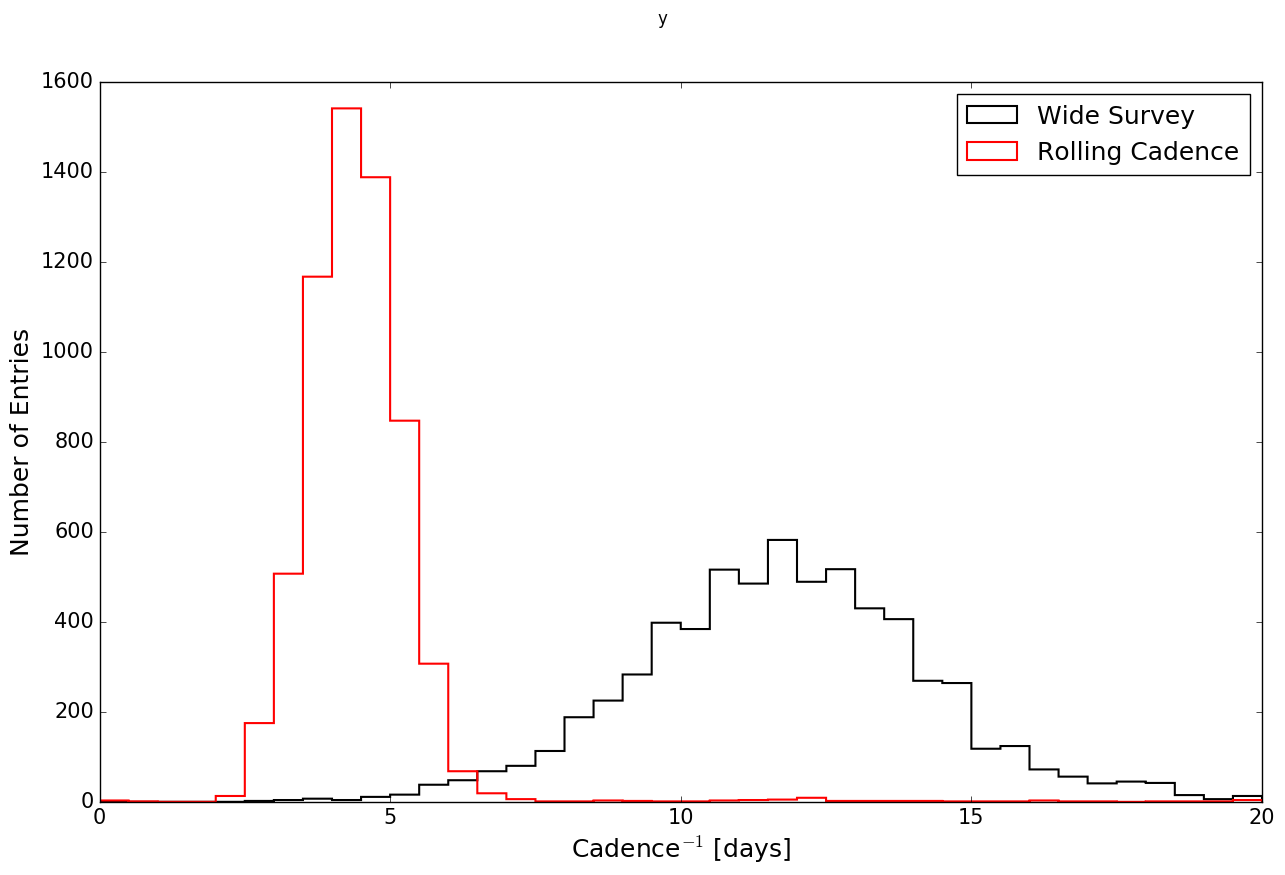 y
1600
1400
1200
1000
800
600
400
200
0
Number of Entries
Wide Survey
Rolling Cadence
0 5 10 15 20
Cadence⁻¹ [days]